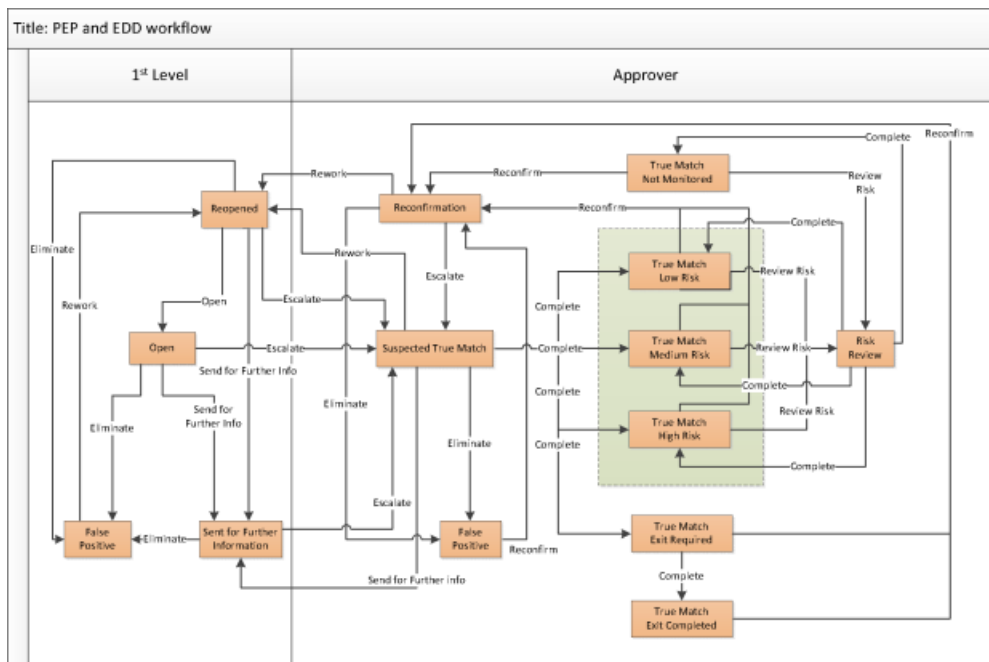 Title: PEP and EDD workflow
1st Level
Approver
Complete
Reconfirm
True Match
Not Monitored
Rework
Reconfirm
Review
Risk
Reopened
Reconfirmation
Reconfirm
Complete
Eliminate
Rework
True Match
Low Risk
Review Risk
Escalate
Open
Escalate
Complete
Rework
Open
Escalate
Suspected True Match
Complete
True Match
Medium Risk
Review Risk
Risk
Review
Send for Further Info
Complete
Complete
Eliminate
Send for
Further Info
Eliminate
Review Risk
Eliminate
True Match
High Risk
Complete
Complete
Escalate
False
Positive
Eliminate
Sent for Further
Information
False
Positive
Reconfirm
True Match
Exit Required
Send for Further info
Complete
True Match
Exit Completed